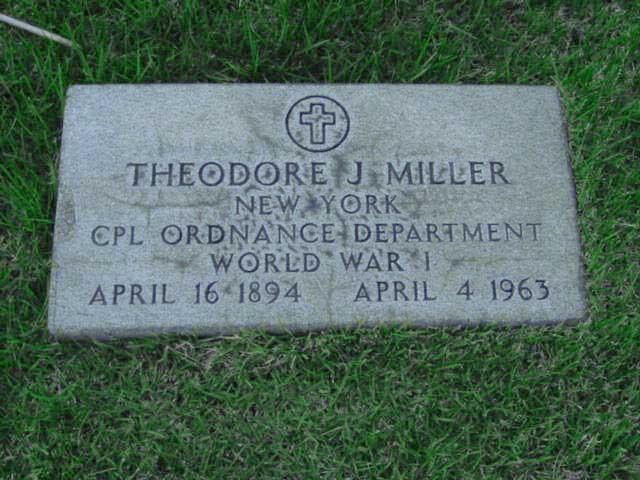 THEODORE J MILLER
NEW YORK
CPL ORDNANCE DEPARTMENT
WORLD WAR I
APRIL 16 1894 APRIL 4 1963